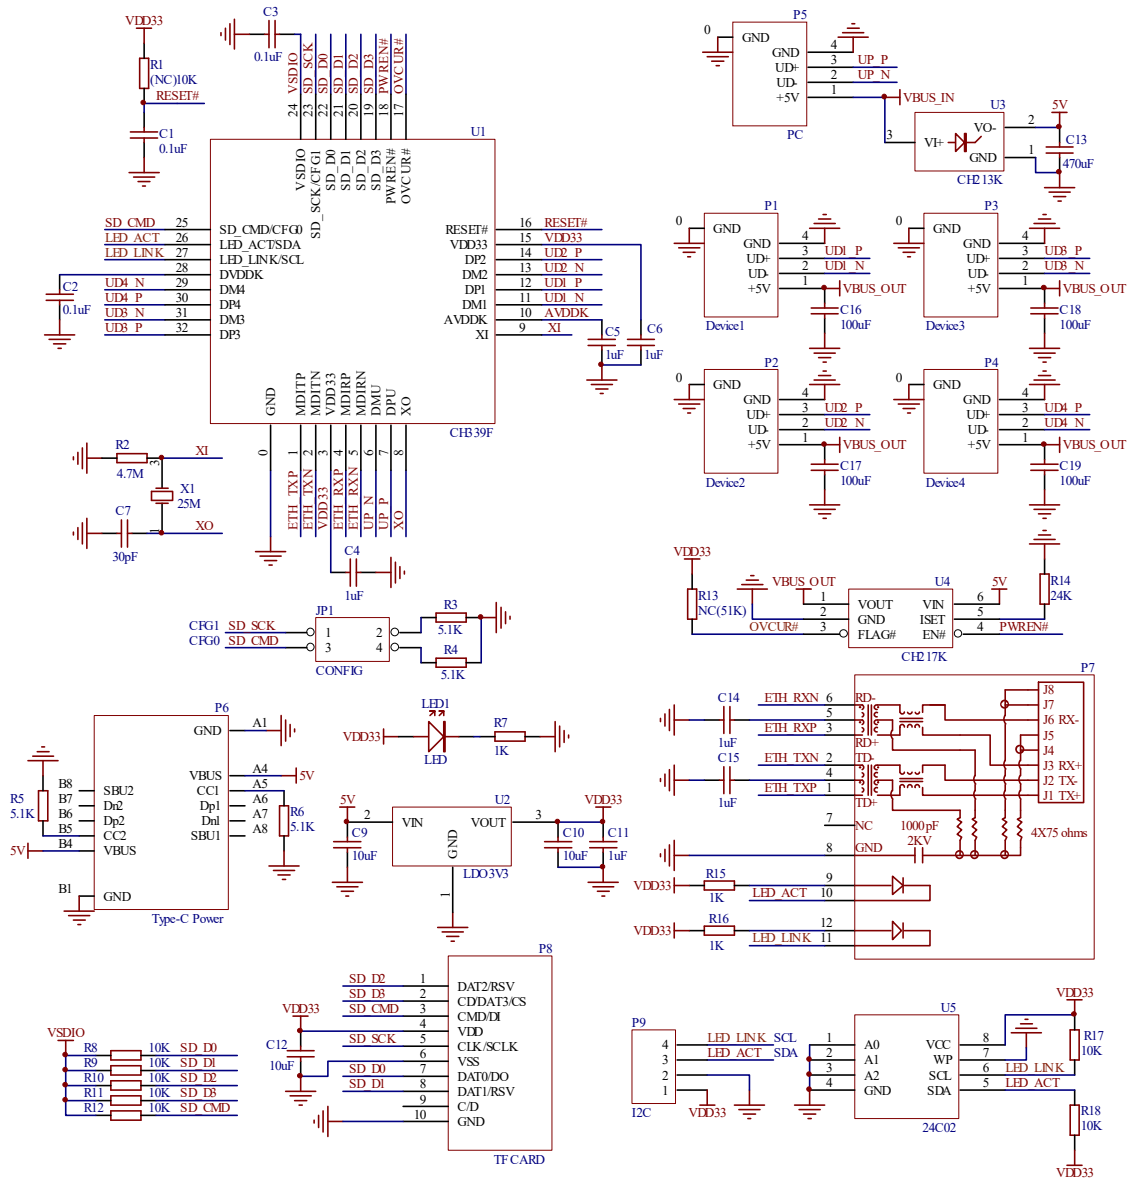 VDD33
R1
(NC)10K
RESET#
C1
0.1uF
C3
0.1uF
VSDIO
SD_SCK
SD_D0
SD_D1
SD_D2
SD_D3
PWREN#
OVCUR#
24
23
22
21
20
19
18
17
U1
VSDIO
SD_SCK/CFG1
SD_D0
SD_D1
SD_D2
SD_D3
PWREN#
OVCUR#
SD_CMD 25 SD_CMD/CFG0
LED_ACT 26 LED_ACT/SDA
LED_LINK 27 LED_LINK/SCL
28 DVDDK
UD4_N 29 DM4
UD4_P 30 DP4
UD3_N 31 DM3
UD3_P 32 DP3
C2
0.1uF
RESET# 16 RESET#
VDD33 15 VDD33
DP2 14 UD2_P
DM2 13 UD2_N
DP1 12 UD1_P
DM1 11 UD1_N
AVDDK 10 AVDDK
XI 9 XI
C5
1uF
C6
1uF
GND
MDITP
MDITN
VDD33
MDIRP
MDIRN
DMU
DPU
XO
CH339F
0
1
2
3
4
5
6
7
8
ETH_TXP
ETH_TXN
VDD33
ETH_RXP
ETH_RXN
UP_N
UP_P
XO
C4
1uF
R2
4.7M
XI
3
X1
25M
1
C7
30pF
XO
P5
0 GND
GND 4
UD+ 3 UP_P
UD- 2 UP_N
+5V 1
PC
VBUS_IN
U3
3 VI+
VO- 2
GND 1
CH213K
5V
C13
470uF
P1
0 GND
GND 4
UD+ 3 UD1_P
UD- 2 UD1_N
+5V 1 VBUS_OUT
Device1
C16
100uF
P3
0 GND
GND 4
UD+ 3 UD3_P
UD- 2 UD3_N
+5V 1 VBUS_OUT
Device3
C18
100uF
P2
0 GND
GND 4
UD+ 3 UD2_P
UD- 2 UD2_N
+5V 1 VBUS_OUT
Device2
C17
100uF
P4
0 GND
GND 4
UD+ 3 UD4_P
UD- 2 UD4_N
+5V 1 VBUS_OUT
Device4
C19
100uF
VDD33
R13
NC(51K)
OVCUR#
VBUS_OUT
U4
1 VOUT
2 GND
3 FLAG#
VIN 6
ISET 5
EN# 4
CH217K
5V
R14
24K
PWREN#
CFG1 SD_SCK
CFG0 SD_CMD
JP1
1 2
3 4
CONFIG
R3
5.1K
R4
5.1K
P6
GND A1
VBUS A4 5V
CC1 A5
Dp1 A6
Dn1 A7
SBU1 A8
B8 SBU2
B7 Dn2
B6 Dp2
B5 CC2
5V B4 VBUS
B1 GND
R5
5.1K
R6
5.1K
Type-C Power
VDD33
LED1
LED
R7
1K
5V
C9
10uF
U2
2 VIN
VOUT 3
GND
1
LDO3V3
VDD33
C10
10uF
C11
1uF
P7
C14
1uF
C15
1uF
ETH_RXN 6 RD-
5
ETH_RXP 3 RD+
ETH_TXN 2 TD-
4
ETH_TXP 1 TD+
7 NC
8 GND
J8
J7
J6 RX-
J5
J4
J3 RX+
J2 TX-
J1 TX+
1000pF
2KV
4X75 ohms
VDD33 R15 9
1K LED_ACT 10
VDD33 R16 12
1K LED_LINK 11
VSDIO
R8 10K SD_D0
R9 10K SD_D1
R10 10K SD_D2
R11 10K SD_D3
R12 10K SD_CMD
P8
SD_D2 1 DAT2/RSV
SD_D3 2 CD/DAT3/CS
SD_CMD 3 CMD/DI
4 VDD
SD_SCK 5 CLK/SCLK
6 VSS
SD_D0 7 DAT0/DO
SD_D1 8 DAT1/RSV
9 C/D
10 GND
TF CARD
VDD33
C12
10uF
P9
4 LED_LINK SCL
3 LED_ACT SDA
2
1
I2C
VDD33
U5
1 A0
2 A1
3 A2
4 GND
VCC 8
WP 7
SCL 6 LED_LINK
SDA 5 LED_ACT
24C02
VDD33
R17
10K
R18
10K
VDD33